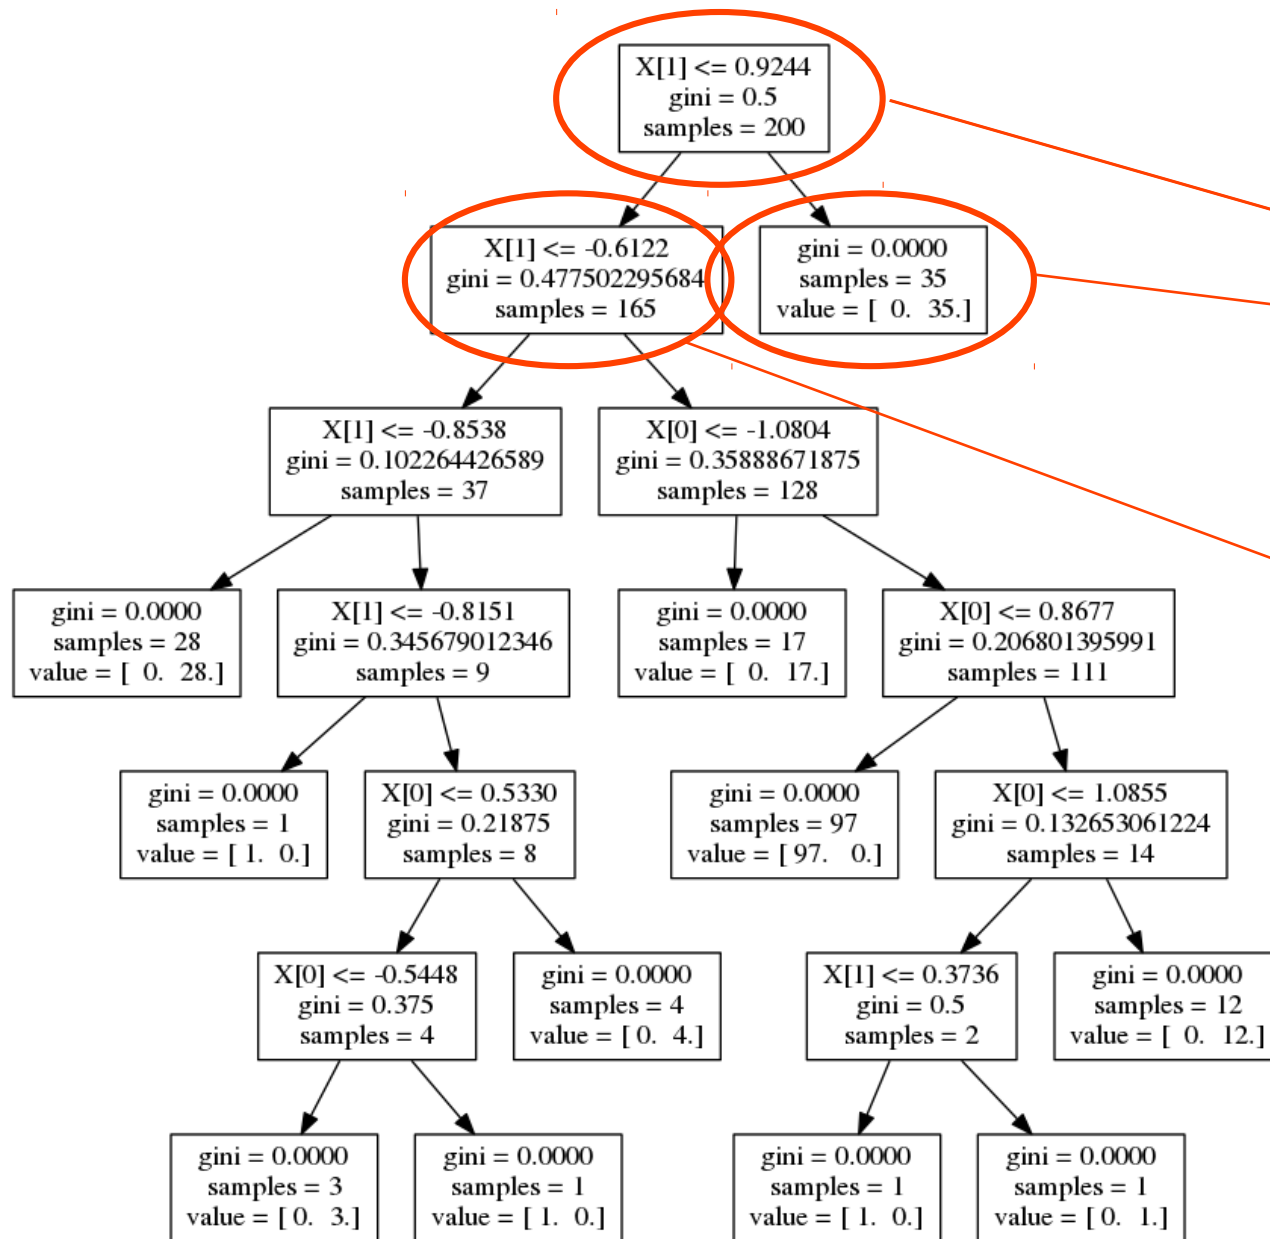 X[1] <= 0.9244
gini = 0.5
samples = 200
X[1] <= -0.6122
gini = 0.477502295684
samples = 165
gini = 0.0000
samples = 35
value = [  0.  35.]
X[1] <= -0.8538
gini = 0.102264426589
samples = 37
X[0] <= -1.0804
gini = 0.35888671875
samples = 128
gini = 0.0000
samples = 28
value = [  0.  28.]
X[1] <= -0.8151
gini = 0.345679012346
samples = 9
gini = 0.0000
samples = 17
value = [  0.  17.]
X[0] <= 0.8677
gini = 0.206801395991
samples = 111
gini = 0.0000
samples = 1
value = [ 1.  0.]
X[0] <= 0.5330
gini = 0.21875
samples = 8
gini = 0.0000
samples = 97
value = [ 97.   0.]
X[0] <= 1.0855
gini = 0.132653061224
samples = 14
X[0] <= -0.5448
gini = 0.375
samples = 4
gini = 0.0000
samples = 4
value = [ 0.  4.]
X[1] <= 0.3736
gini = 0.5
samples = 2
gini = 0.0000
samples = 12
value = [  0.  12.]
gini = 0.0000
samples = 3
value = [ 0.  3.]
gini = 0.0000
samples = 1
value = [ 1.  0.]
gini = 0.0000
samples = 1
value = [ 1.  0.]
gini = 0.0000
samples = 1
value = [ 0.  1.]